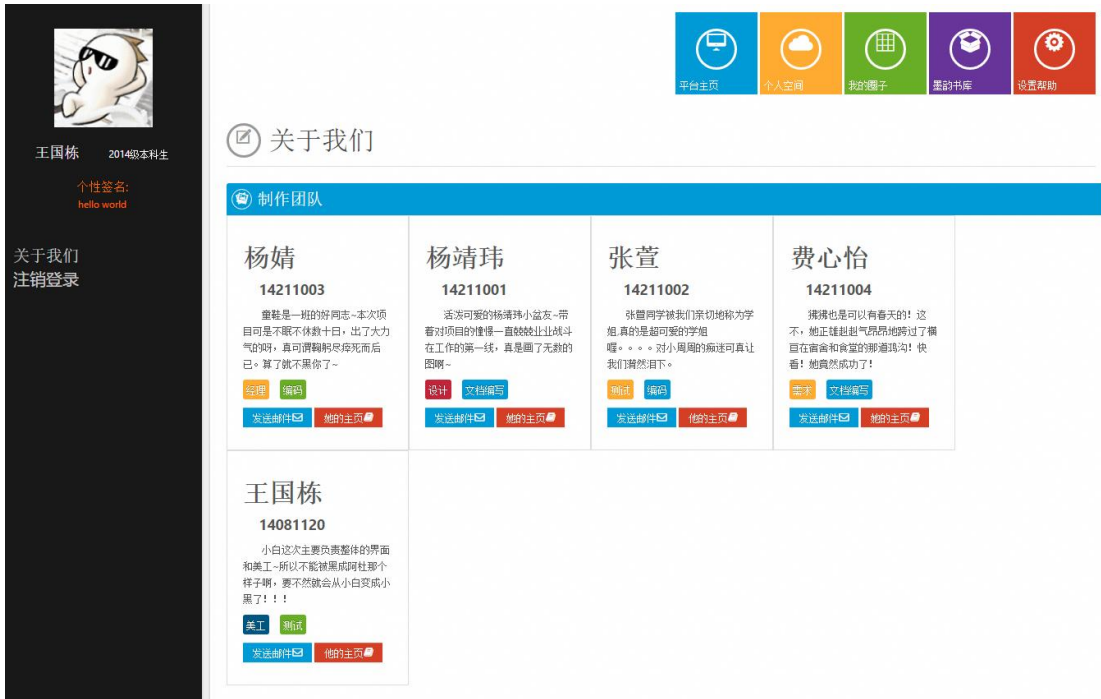 平台主页
个人空间
我的圈子
墨韵书库
设置帮助
王国栋 2014级本科生
个性签名:
hello world
关于我们
注销登录
关于我们
制作团队
杨婧
14211003
童鞋是一班的好同志~本次项
目可是不眠不休数十日，出了大力
气的呀，真可谓鞠躬尽瘁死而后
已。算了就不黑你了~
经理 编码
发送邮件 她的主页
杨靖玮
14211001
活泼可爱的杨靖玮小盆友~带
着对项目的憧憬一直兢兢业业战斗
在工作的第一线，真是画了无数的
图啊~
设计 文档编写
发送邮件 她的主页
张萱
14211002
张萱同学被我们亲切地称为学
姐,真的是超可爱的学姐
喔。。。。对小周周的痴迷可真让
我们潸然泪下。
测试 编码
发送邮件 他的主页
费心怡
14211004
狒狒也是可以有春天的！这
不，她正雄赳赳气昂昂地跨过了横
亘在宿舍和食堂的那道鸿沟！快
看！她竟然成功了！
需求 文档编写
发送邮件 她的主页
王国栋
14081120
小白这次主要负责整体的界面
和美工~所以不能被黑成阿杜那个
样子啊，要不然就会从小白变成小
黑了！！！
美工 测试
发送邮件 他的主页